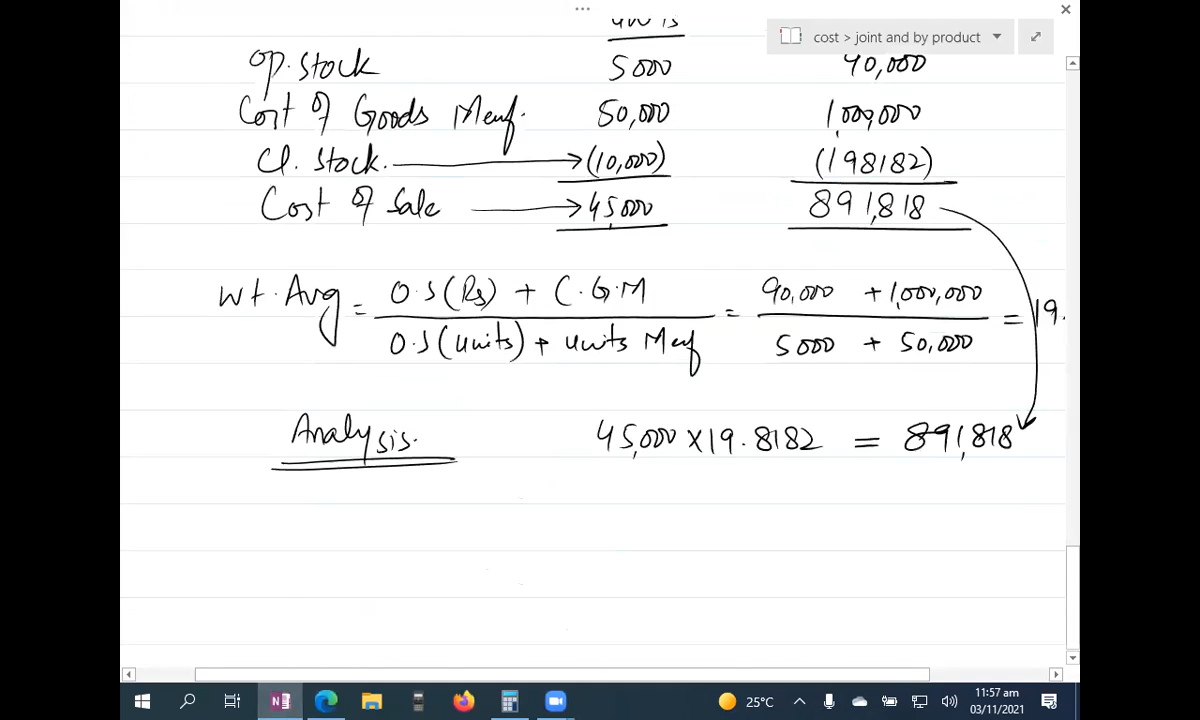 cost > joint and by product
Op. Stock 5000 90,000
Cost of Goods Menf. 50,000 1,000,000
Cl. Stock. (10,000) (198182)
Cost of Sale 45,000 891,818
Wt. Avg = O.S (Rs) + C.G.M / O.S (units) + units Menf = 90,000 + 1,000,000 / 5000 + 50,000 = 19.
Analysis. 45,000 x 19.8182 = 891,818
25°C
11:57 am
03/11/2021